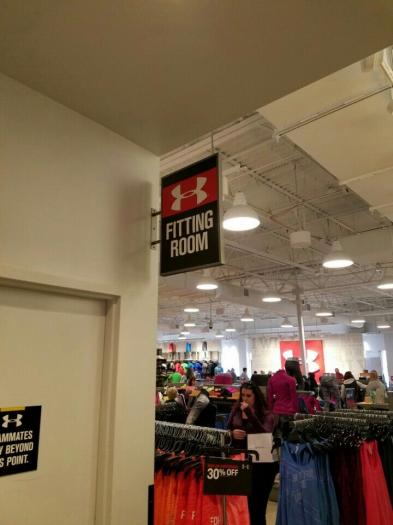 FITTING
ROOM
AMMATES
Y BEYOND
S POINT.
30% OFF